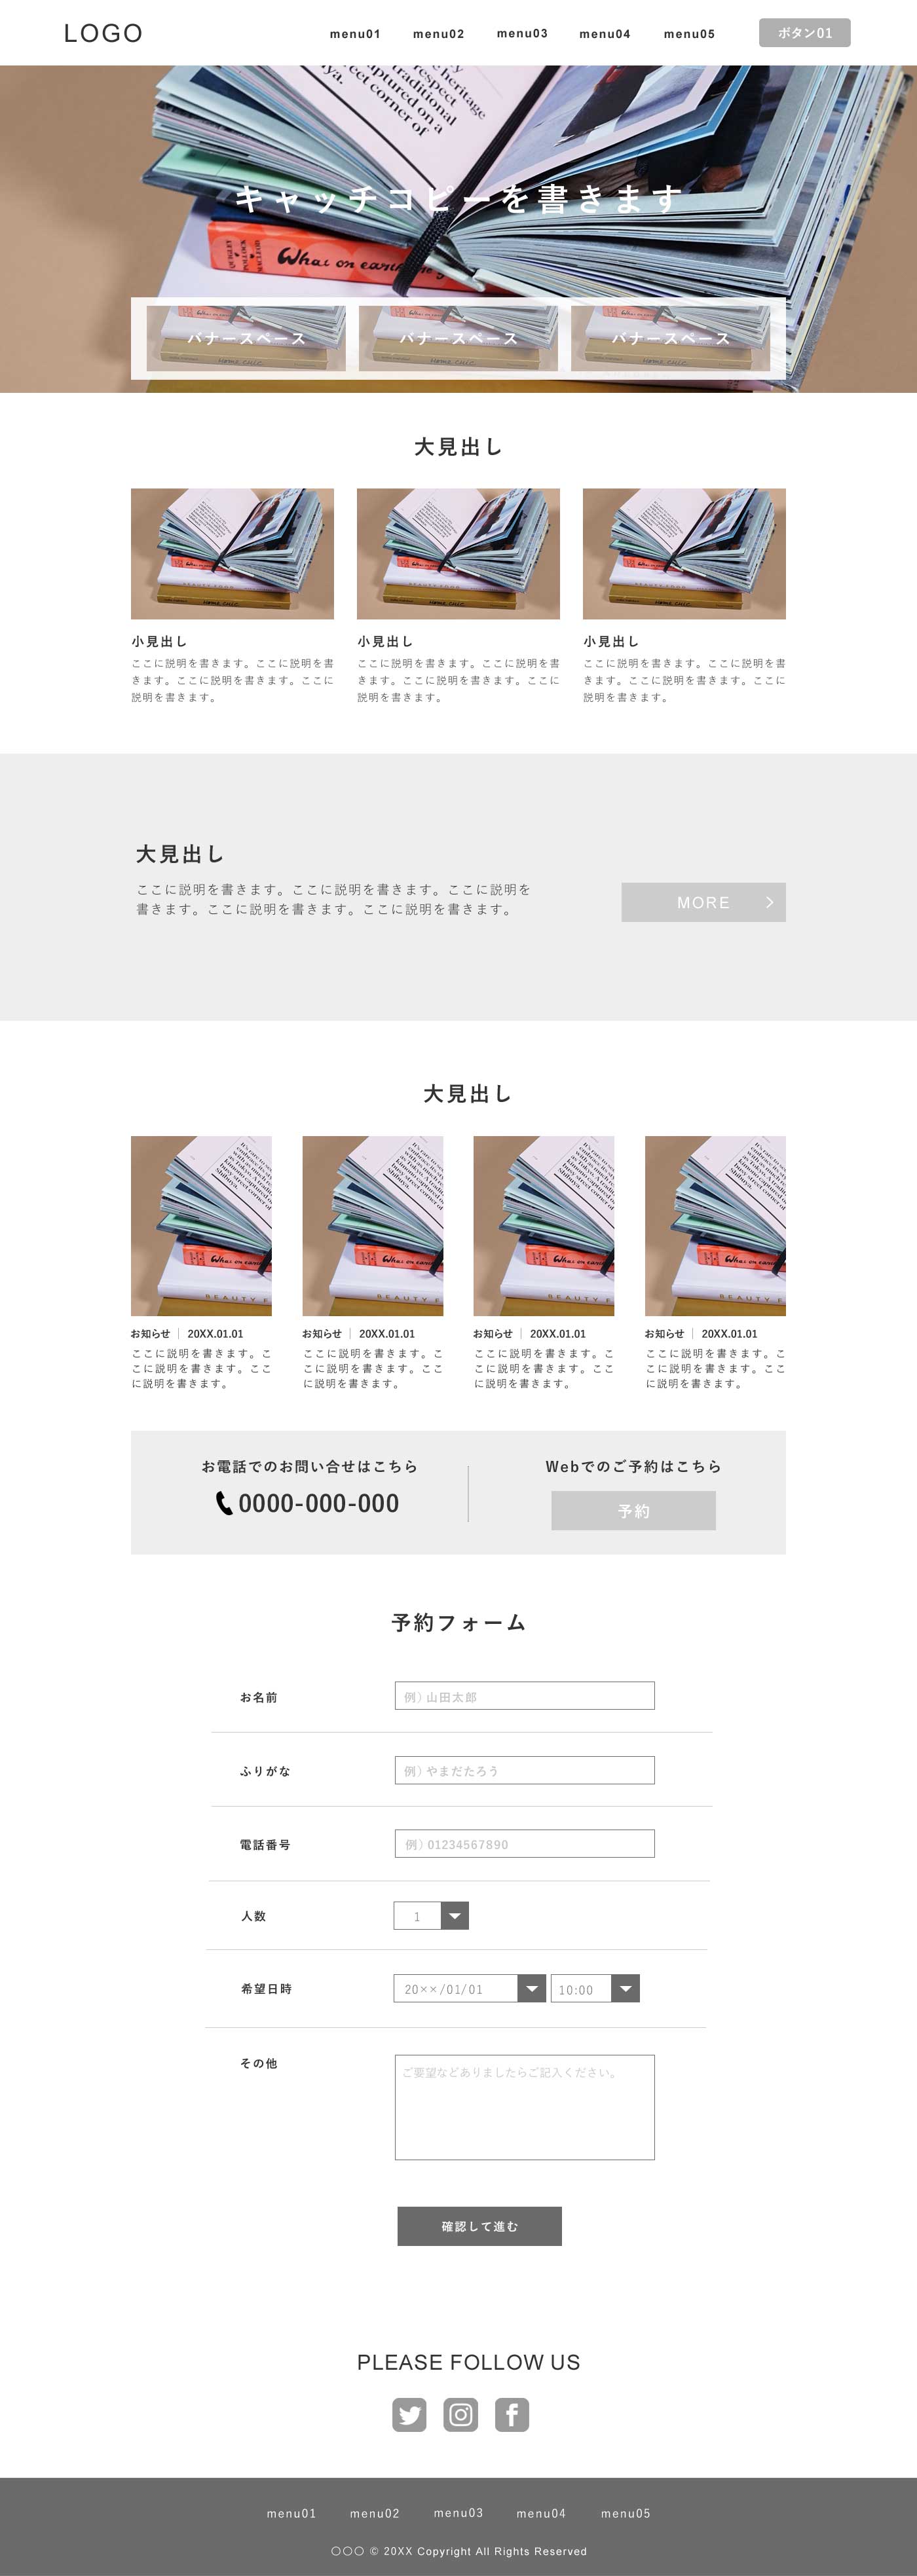 LOGO
menu01 menu02 menu03 menu04 menu05 ボタン01
キャッチコピーを書きます
QUIGLEY POLLOCK MACLEOD
バナースペース バナースペース バナースペース
大見出し
小見出し
ここに説明を書きます。ここに説明を書
きます。ここに説明を書きます。ここに
説明を書きます。
小見出し
ここに説明を書きます。ここに説明を書
きます。ここに説明を書きます。ここに
説明を書きます。
小見出し
ここに説明を書きます。ここに説明を書
きます。ここに説明を書きます。ここに
説明を書きます。
大見出し
ここに説明を書きます。ここに説明を書きます。ここに説明を
書きます。ここに説明を書きます。ここに説明を書きます。
MORE
大見出し
お知らせ 20XX.01.01
ここに説明を書きます。こ
こに説明を書きます。ここ
に説明を書きます。
お知らせ 20XX.01.01
ここに説明を書きます。こ
こに説明を書きます。ここ
に説明を書きます。
お知らせ 20XX.01.01
ここに説明を書きます。こ
こに説明を書きます。ここ
に説明を書きます。
お知らせ 20XX.01.01
ここに説明を書きます。こ
こに説明を書きます。ここ
に説明を書きます。
お電話でのお問い合せはこちら
0000-000-000
Webでのご予約はこちら
予約
予約フォーム
お名前
例）山田太郎
ふりがな
例）やまだたろう
電話番号
例）01234567890
人数
1
希望日時
20××/01/01 10:00
その他
ご要望などありましたらご記入ください。
確認して進む
PLEASE FOLLOW US
menu01 menu02 menu03 menu04 menu05
〇〇〇 © 20XX Copyright All Rights Reserved